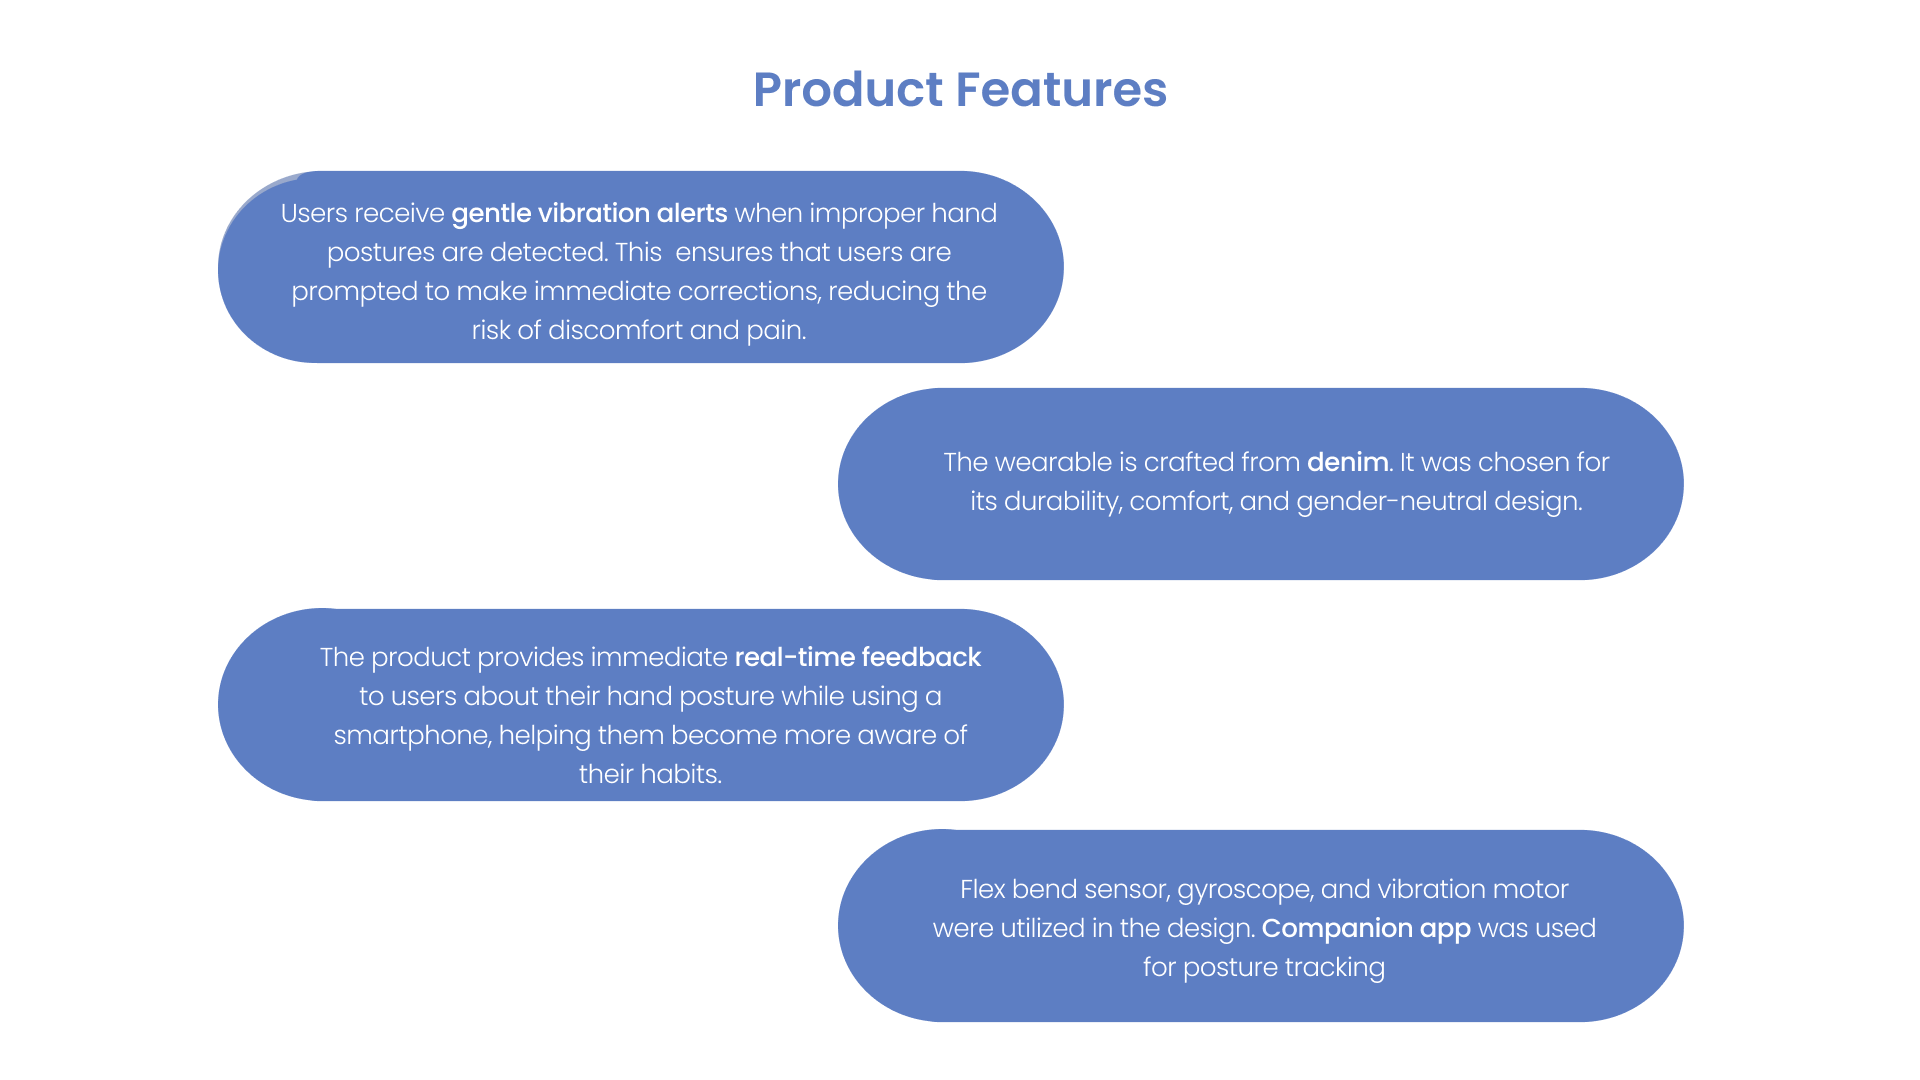 Product Features
Users receive gentle vibration alerts when improper hand
postures are detected. This  ensures that users are
prompted to make immediate corrections, reducing the
risk of discomfort and pain.
The wearable is crafted from denim. It was chosen for
its durability, comfort, and gender-neutral design.
The product provides immediate real-time feedback
to users about their hand posture while using a
smartphone, helping them become more aware of
their habits.
Flex bend sensor, gyroscope, and vibration motor
were utilized in the design. Companion app was used
for posture tracking